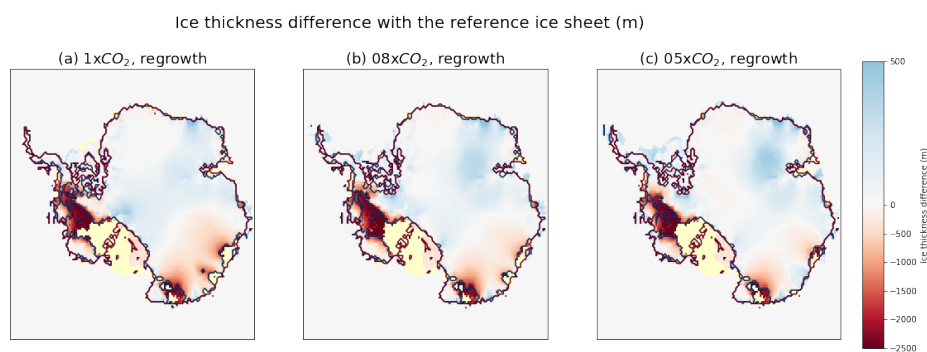 Ice thickness difference with the reference ice sheet (m)
(a) 1xCO₂, regrowth
(b) 08xCO₂, regrowth
(c) 05xCO₂, regrowth
500
0
−500
−1000
−1500
−2000
−2500
Ice thickness difference (m)